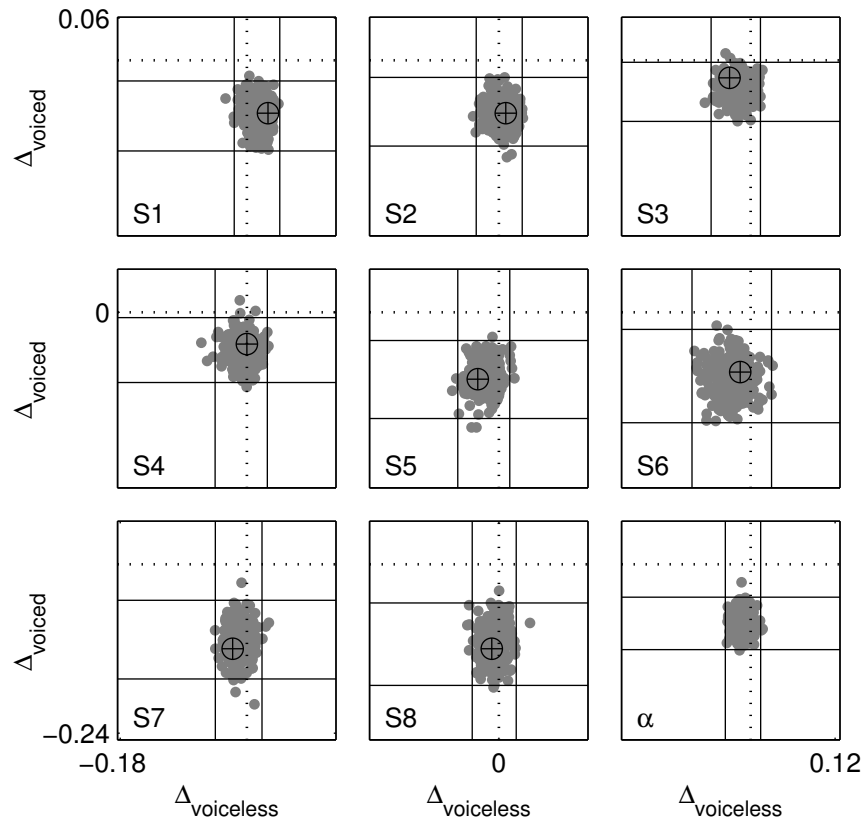 0.06
Δvoiced
S1
S2
S3
0
Δvoiced
S4
S5
S6
Δvoiced
−0.24
S7
S8
α
−0.18
0
0.12
Δvoiceless
Δvoiceless
Δvoiceless